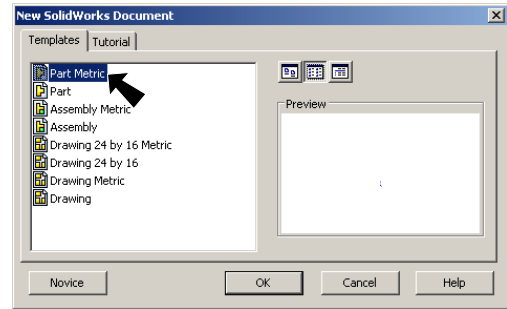 New SolidWorks Document
Templates Tutorial
Part Metric
Part
Assembly Metric
Assembly
Drawing 24 by 16 Metric
Drawing 24 by 16
Drawing Metric
Drawing
Preview
Novice OK Cancel Help